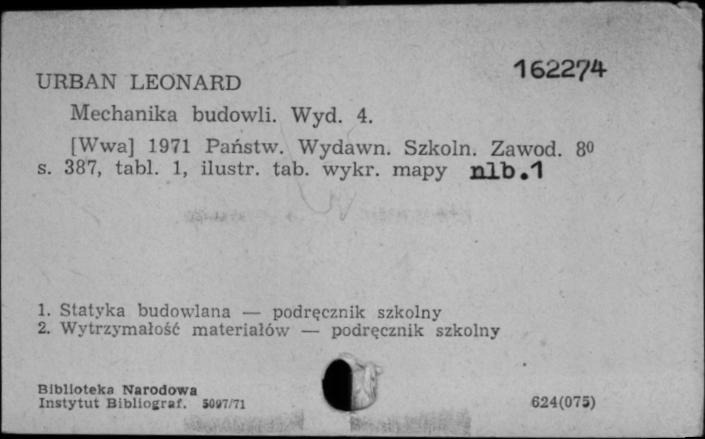 162274
URBAN LEONARD
Mechanika budowli. Wyd. 4.
[Wwa] 1971 Państw. Wydawn. Szkoln. Zawod. 8⁰
s. 387, tabl. 1, ilustr. tab. wykr. mapy nlb.1
1. Statyka budowlana — podręcznik szkolny
2. Wytrzymałość materiałów — podręcznik szkolny
Biblioteka Narodowa
Instytut Bibliograf. 5097/71 624(075)